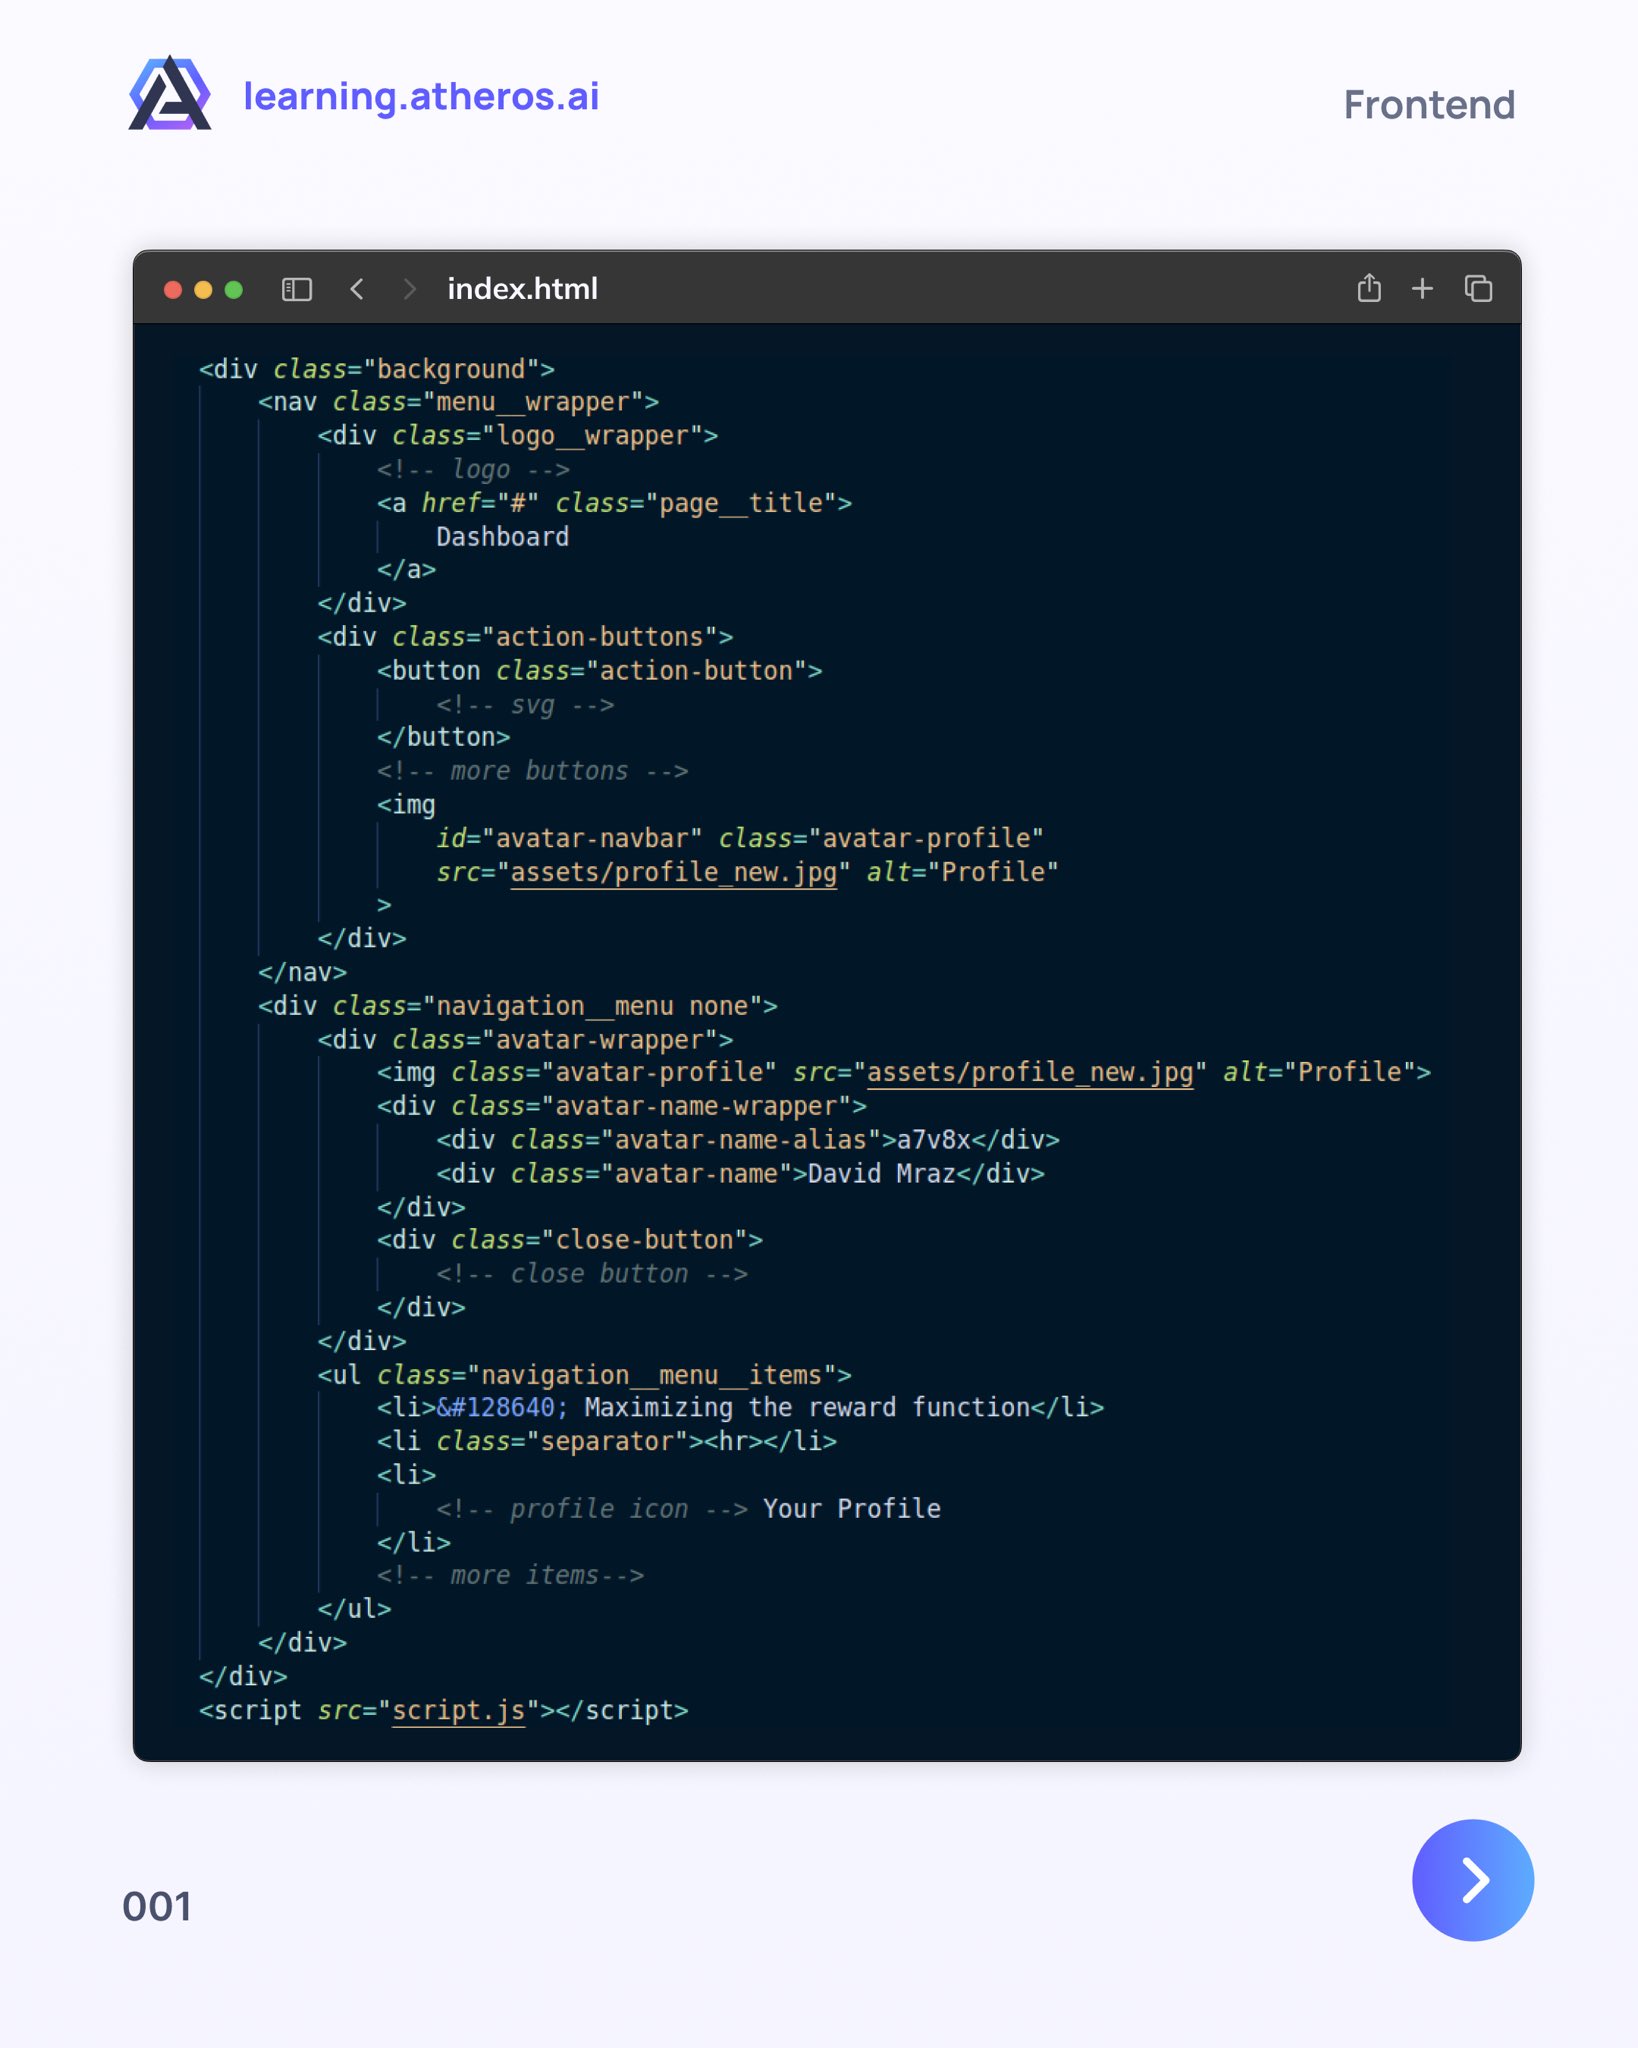 learning.atheros.ai
Frontend
index.html
<div class="background">
    <nav class="menu__wrapper">
        <div class="logo__wrapper">
            <!-- logo -->
            <a href="#" class="page__title">
                Dashboard
            </a>
        </div>
        <div class="action-buttons">
            <button class="action-button">
                <!-- svg -->
            </button>
            <!-- more buttons -->
            <img
                id="avatar-navbar" class="avatar-profile"
                src="assets/profile_new.jpg" alt="Profile"
            >
        </div>
    </nav>
    <div class="navigation__menu none">
        <div class="avatar-wrapper">
            <img class="avatar-profile" src="assets/profile_new.jpg" alt="Profile">
            <div class="avatar-name-wrapper">
                <div class="avatar-name-alias">a7v8x</div>
                <div class="avatar-name">David Mraz</div>
            </div>
            <div class="close-button">
                <!-- close button -->
            </div>
        </div>
        <ul class="navigation__menu__items">
            <li>&#128640; Maximizing the reward function</li>
            <li class="separator"><hr></li>
            <li>
                <!-- profile icon --> Your Profile
            </li>
            <!-- more items-->
        </ul>
    </div>
</div>
<script src="script.js"></script>
001